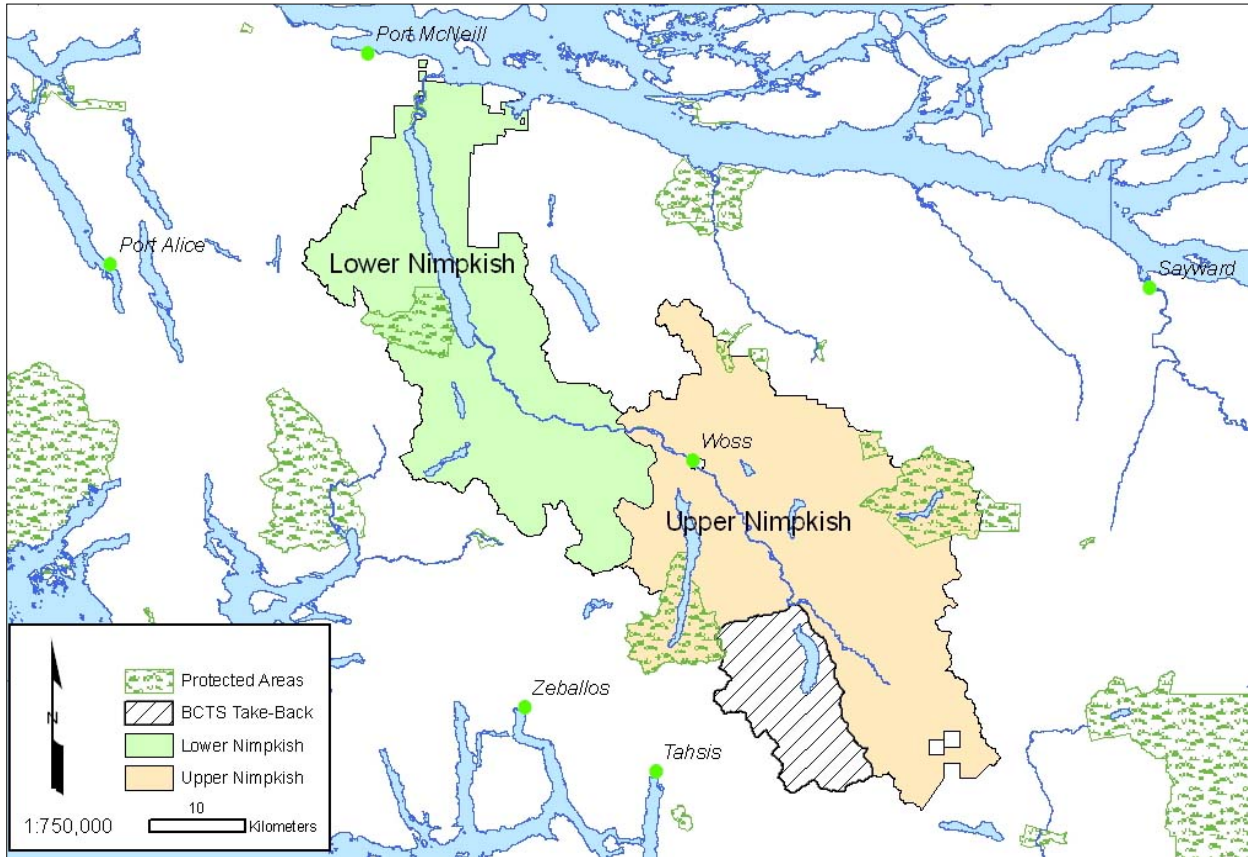 Port McNeill
Port Alice
Lower Nimpkish
Sayward
Woss
Upper Nimpkish
Zeballos
Tahsis
N
1:750,000
Protected Areas
BCTS Take-Back
Lower Nimpkish
Upper Nimpkish
10
Kilometers